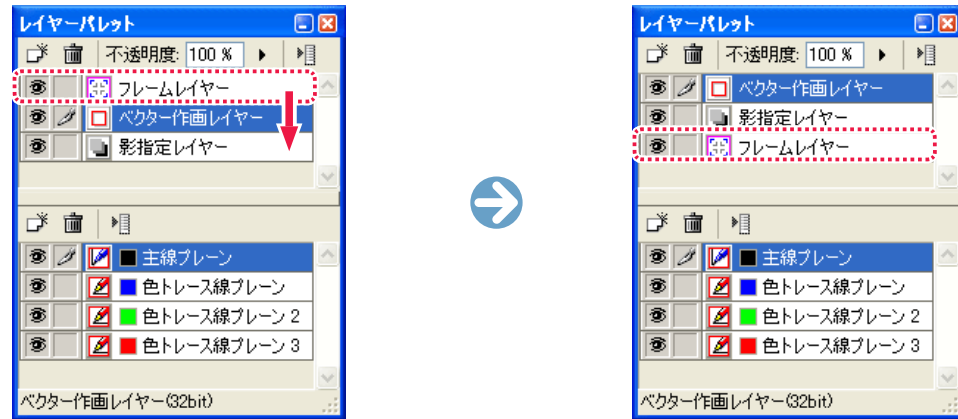 レイヤーパレット
不透明度: 100 %
フレームレイヤー
ベクター作画レイヤー
影指定レイヤー
主線プレーン
色トレース線プレーン
色トレース線プレーン 2
色トレース線プレーン 3
ベクター作画レイヤー(32bit)
レイヤーパレット
不透明度: 100 %
ベクター作画レイヤー
影指定レイヤー
フレームレイヤー
主線プレーン
色トレース線プレーン
色トレース線プレーン 2
色トレース線プレーン 3
ベクター作画レイヤー(32bit)